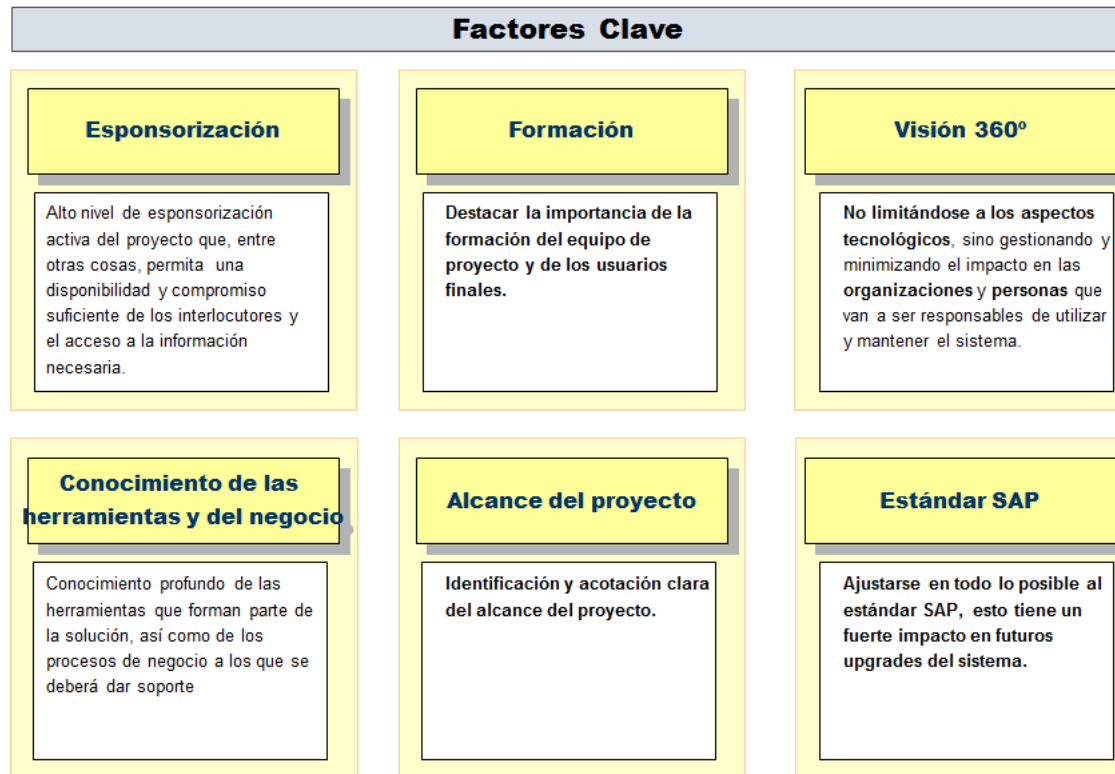 Factores Clave
Esponsorización
Alto nivel de esponsorización
activa del proyecto que, entre
otras cosas, permita una
disponibilidad y compromiso
suficiente de los interlocutores y
el acceso a la información
necesaria.
Formación
Destacar la importancia de la
formación del equipo de
proyecto y de los usuarios
finales.
Visión 360º
No limitándose a los aspectos
tecnológicos, sino gestionando y
minimizando el impacto en las
organizaciones y personas que
van a ser responsables de utilizar
y mantener el sistema.
Conocimiento de las
herramientas y del negocio
Conocimiento profundo de las
herramientas que forman parte de
la solución, así como de los
procesos de negocio a los que se
deberá dar soporte
Alcance del proyecto
Identificación y acotación clara
del alcance del proyecto.
Estándar SAP
Ajustarse en todo lo posible al
estándar SAP, esto tiene un
fuerte impacto en futuros
upgrades del sistema.